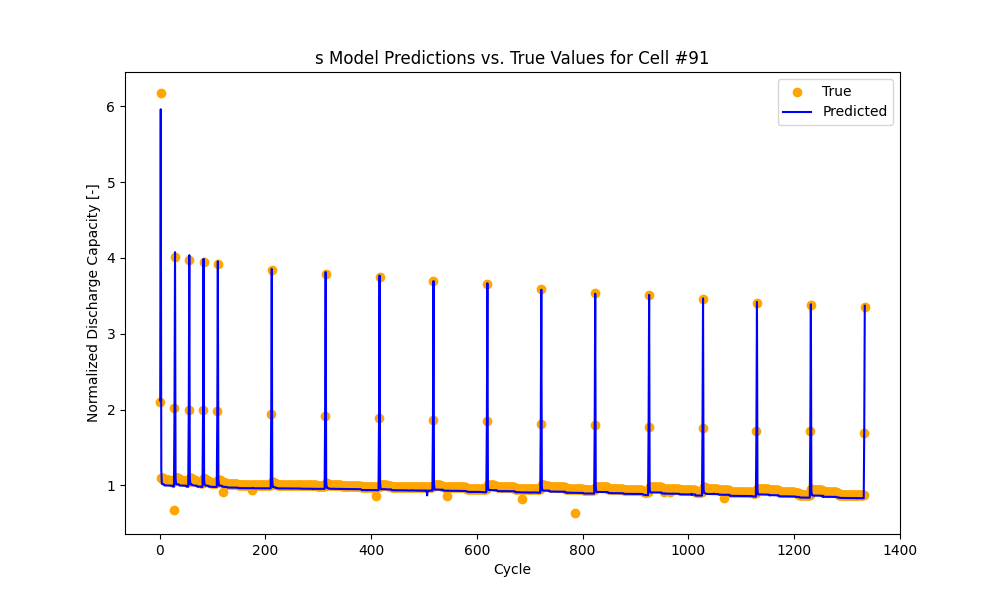 s Model Predictions vs. True Values for Cell #91
True
Predicted
Normalized Discharge Capacity [-]
6
5
4
3
2
1
0 200 400 600 800 1000 1200 1400
Cycle